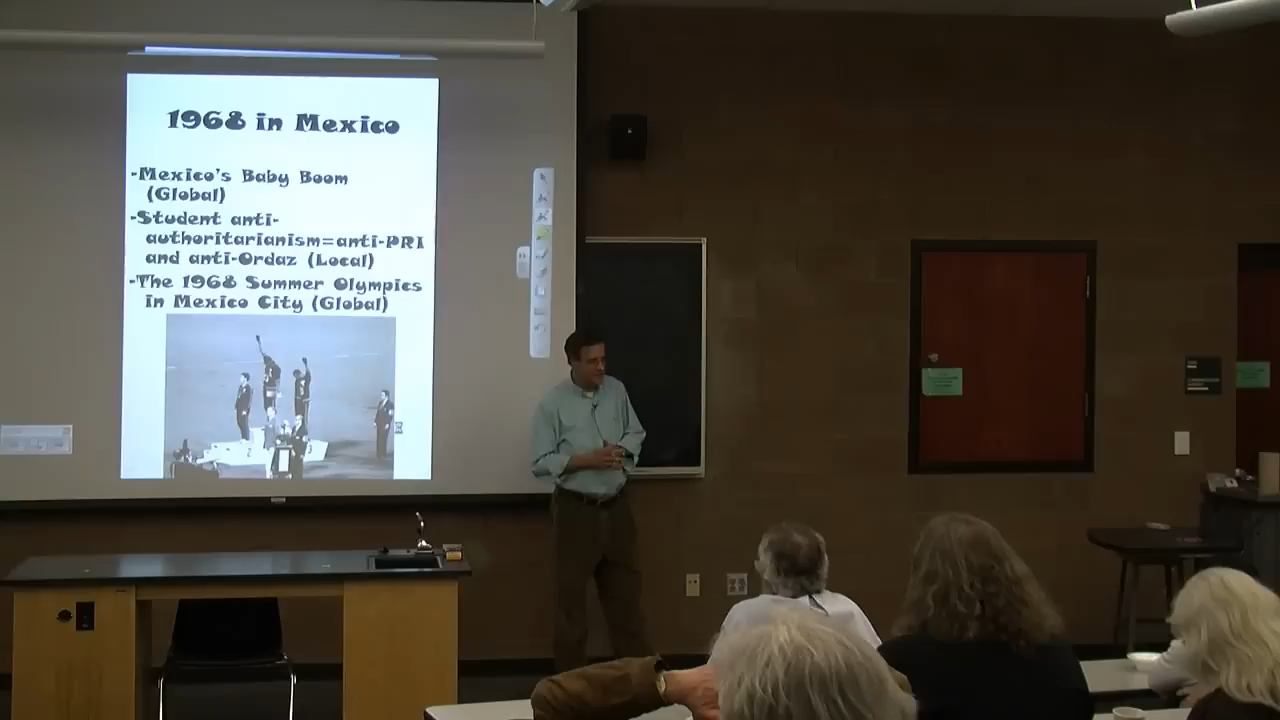 1968 in Mexico
-Mexico's Baby Boom
(Global)
-Student anti-
authoritarianism=anti-PRI
and anti-Ordaz (Local)
-The 1968 Summer Olympics
in Mexico City (Global)